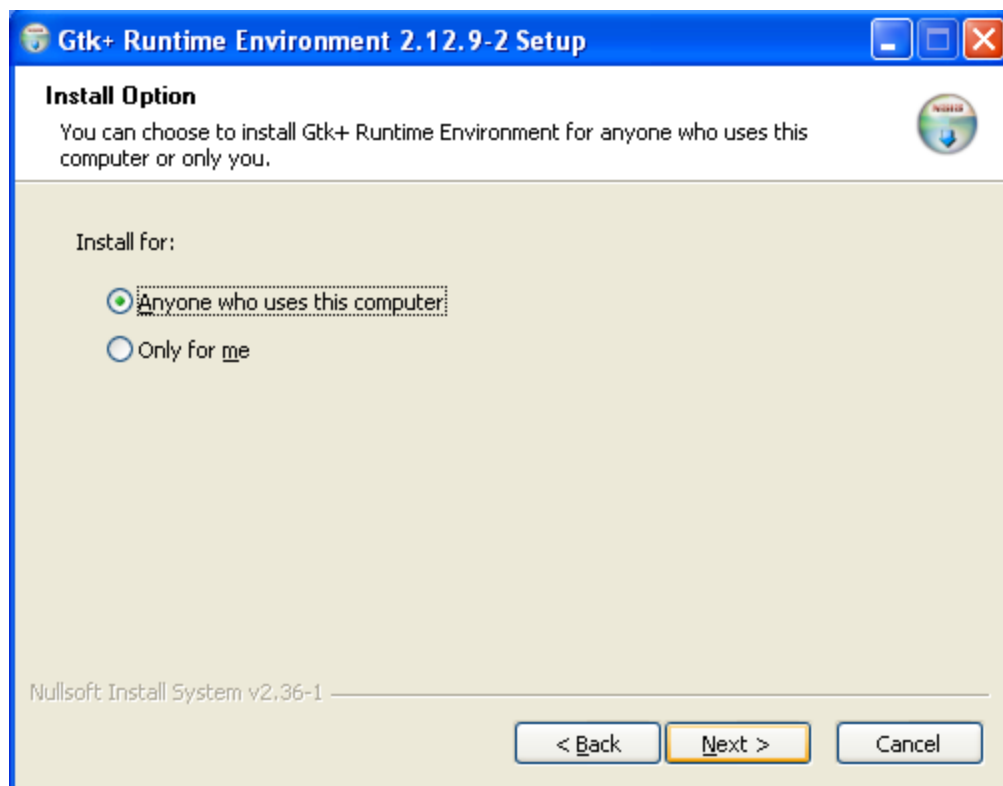 Gtk+ Runtime Environment 2.12.9-2 Setup
Install Option
You can choose to install Gtk+ Runtime Environment for anyone who uses this
computer or only you.
Install for:
Anyone who uses this computer
Only for me
Nullsoft Install System v2.36-1
< Back Next > Cancel